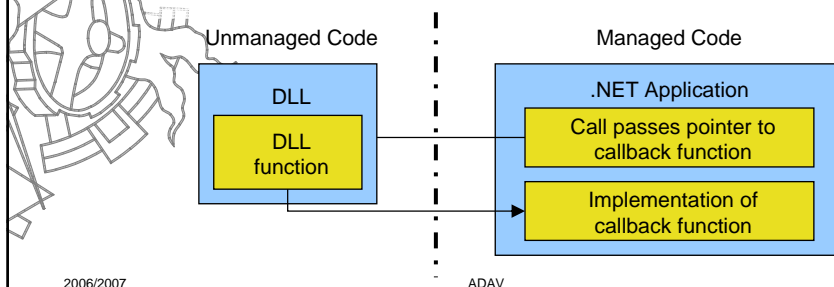 Unmanaged Code
Managed Code
DLL
DLL
function
.NET Application
Call passes pointer to
callback function
Implementation of
callback function
2006/2007
ADAV